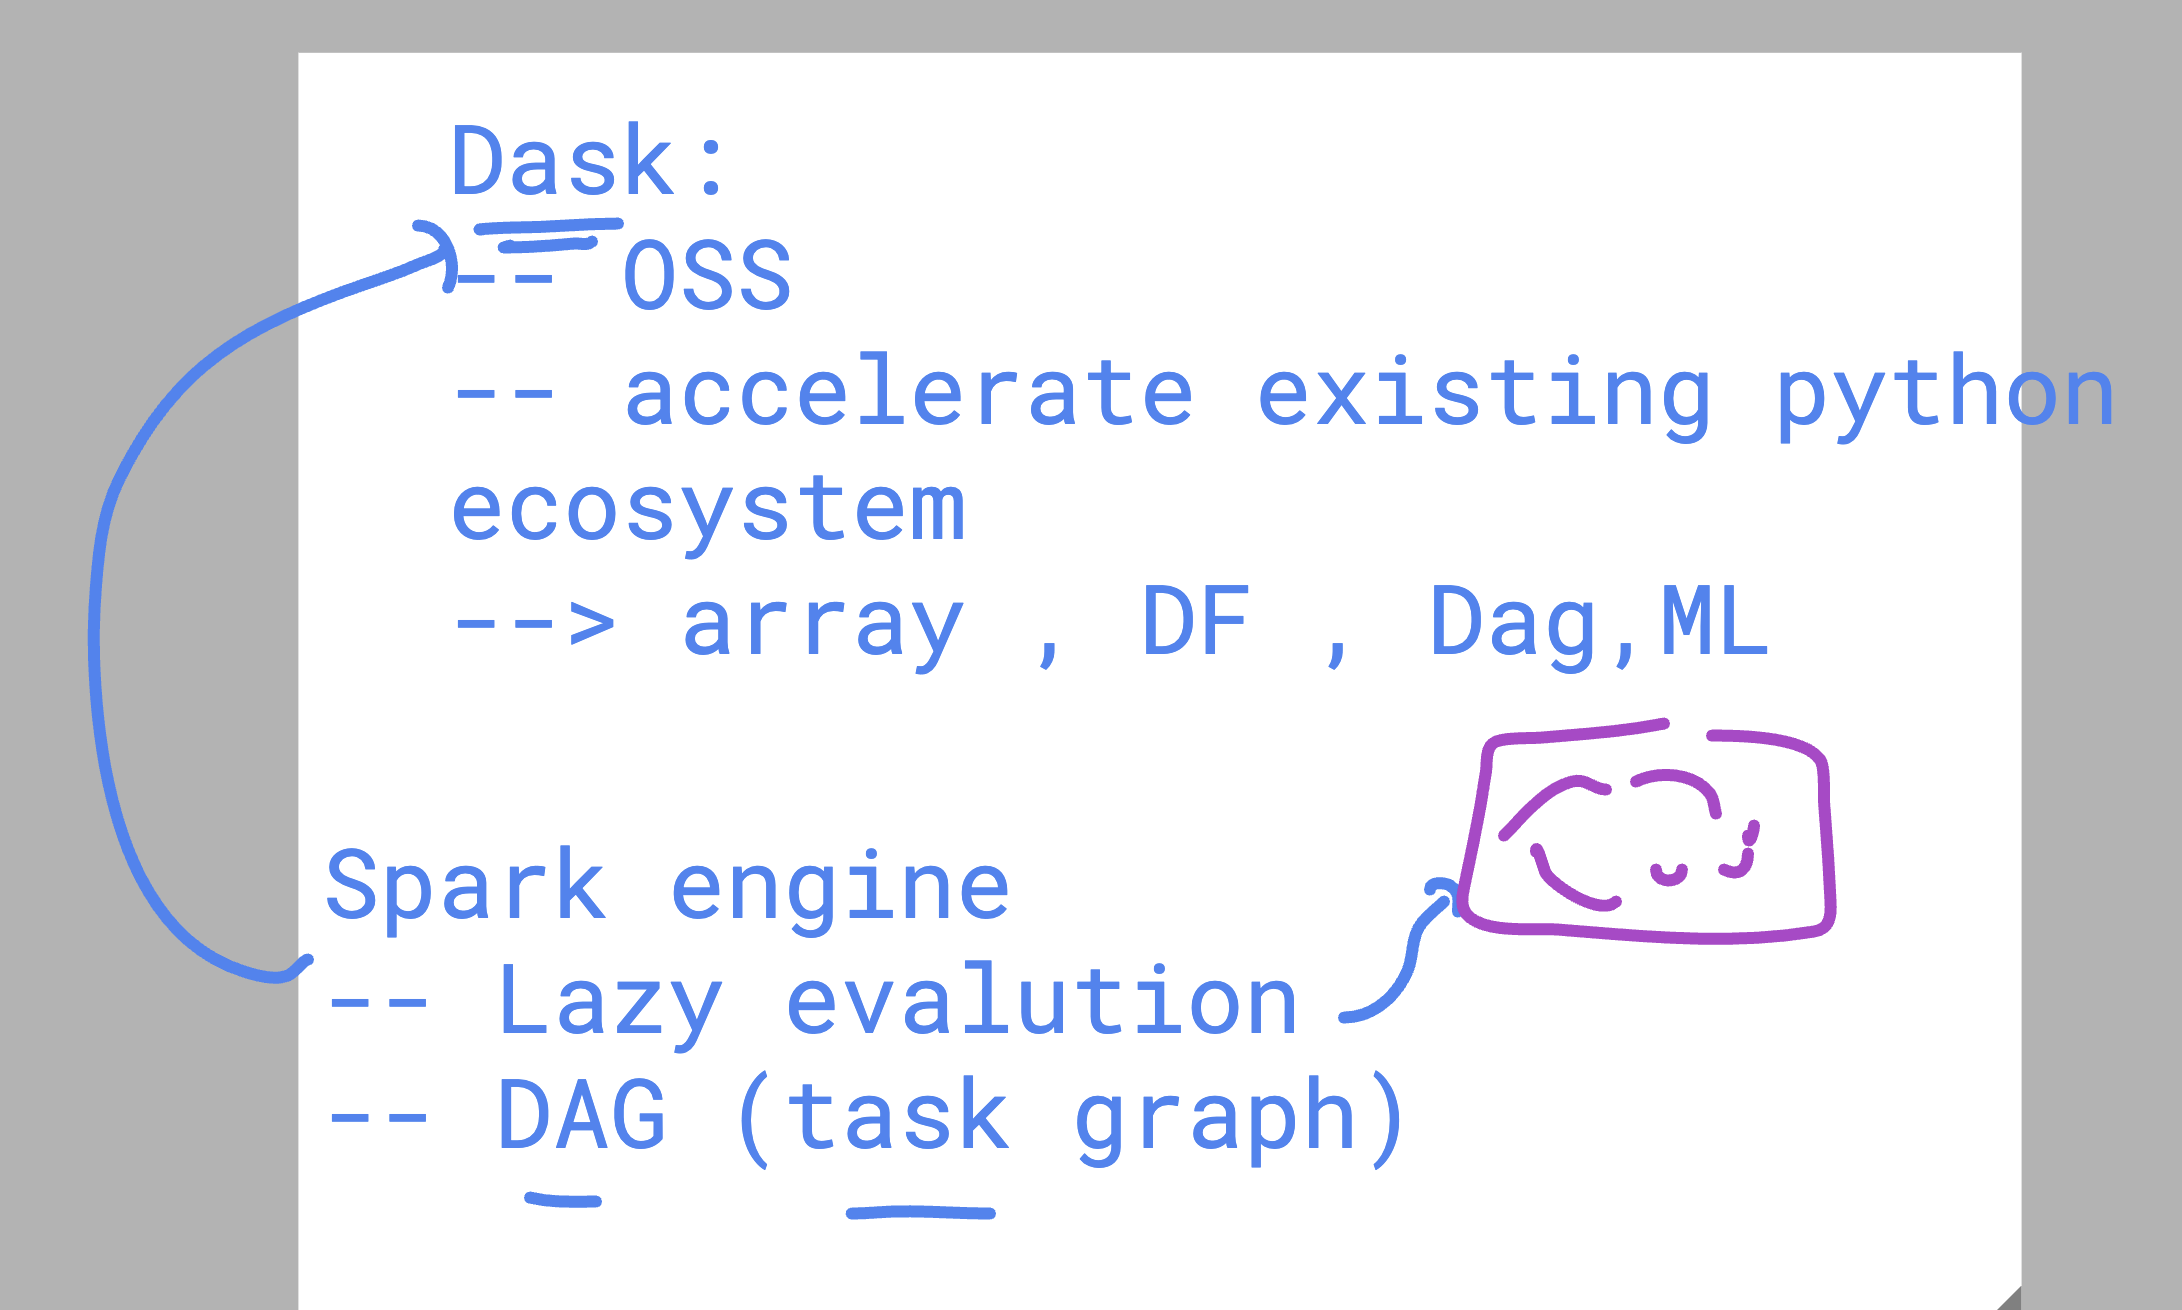 Dask:
-- OSS
-- accelerate existing python
ecosystem
--> array , DF , Dag,ML
Spark engine
-- Lazy evalution
-- DAG (task graph)